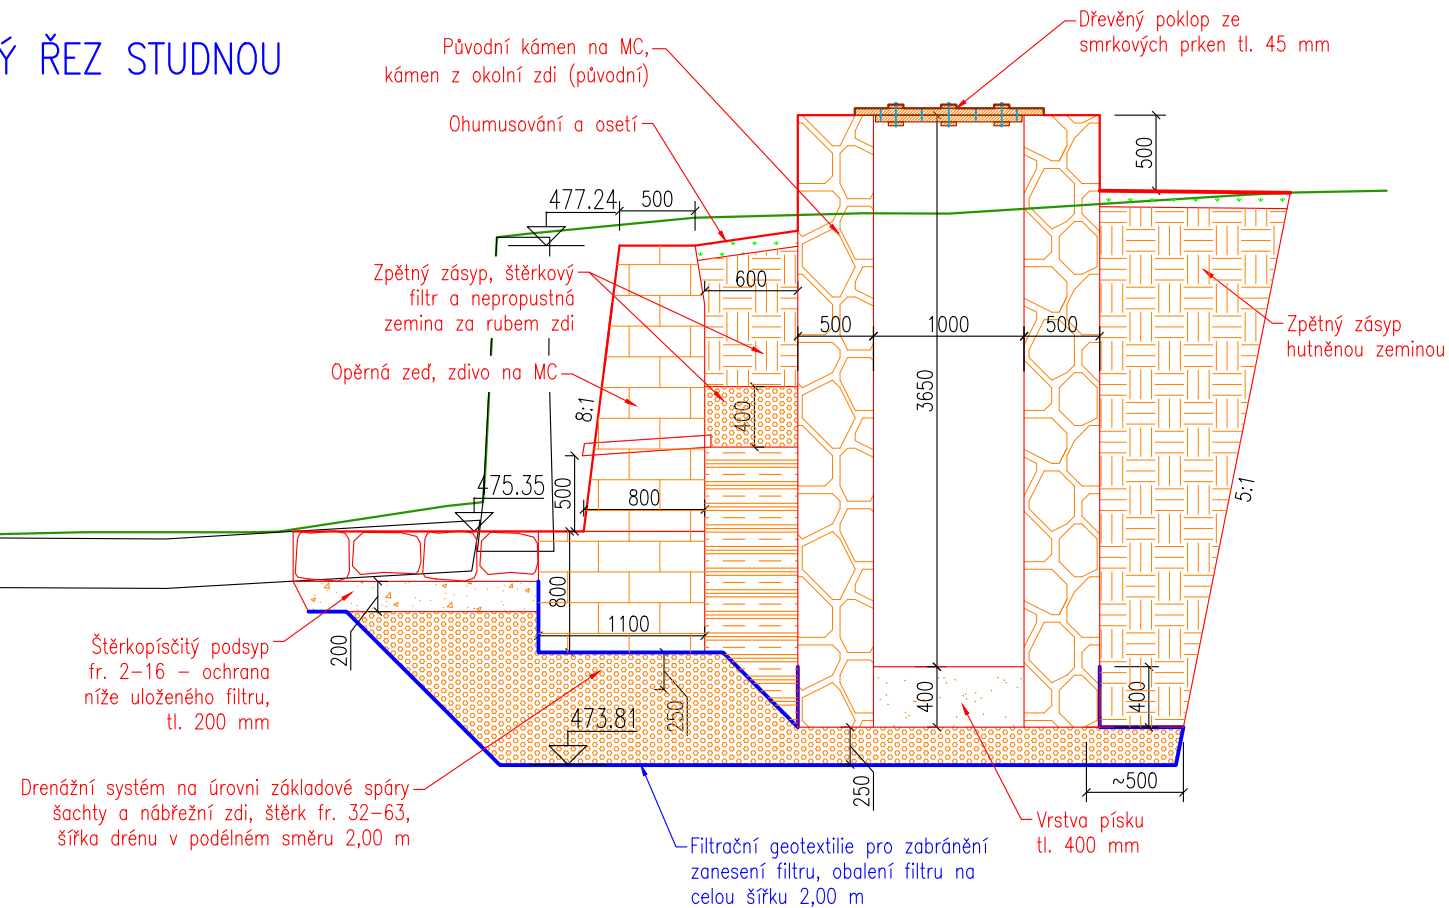 Ý ŘEZ STUDNOU
Dřevěný poklop ze
smrkových prken tl. 45 mm
Původní kámen na MC,
kámen z okolní zdi (původní)
Ohumusování a osetí
500
477.24
500
Zpětný zásyp, štěrkový
filtr a nepropustná
zemina za rubem zdi
600
500
1000
500
Zpětný zásyp
hutněnou zeminou
Opěrná zeď, zdivo na MC
8:1
3650
400
475.35
500
800
5:1
800
1100
200
Štěrkopísčitý podsyp
fr. 2-16 – ochrana
níže uloženého filtru,
tl. 200 mm
250
473.81
400
400
Drenážní systém na úrovni základové spáry
šachty a nábřežní zdi, štěrk fr. 32-63,
šířka drénu v podélném směru 2,00 m
250
~500
Vrstva písku
tl. 400 mm
Filtrační geotextilie pro zabránění
zanesení filtru, obalení filtru na
celou šířku 2,00 m